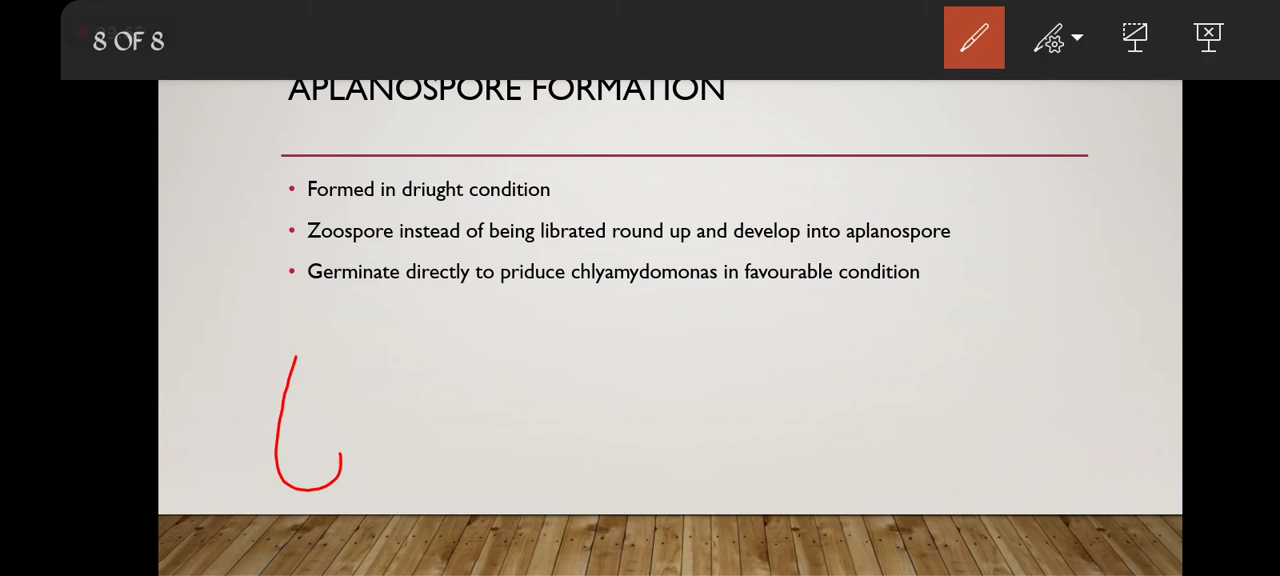 8 OF 8
APLANOSPORE FORMATION
• Formed in driught condition
• Zoospore instead of being librated round up and develop into aplanospore
• Germinate directly to priduce chlyamydomonas in favourable condition